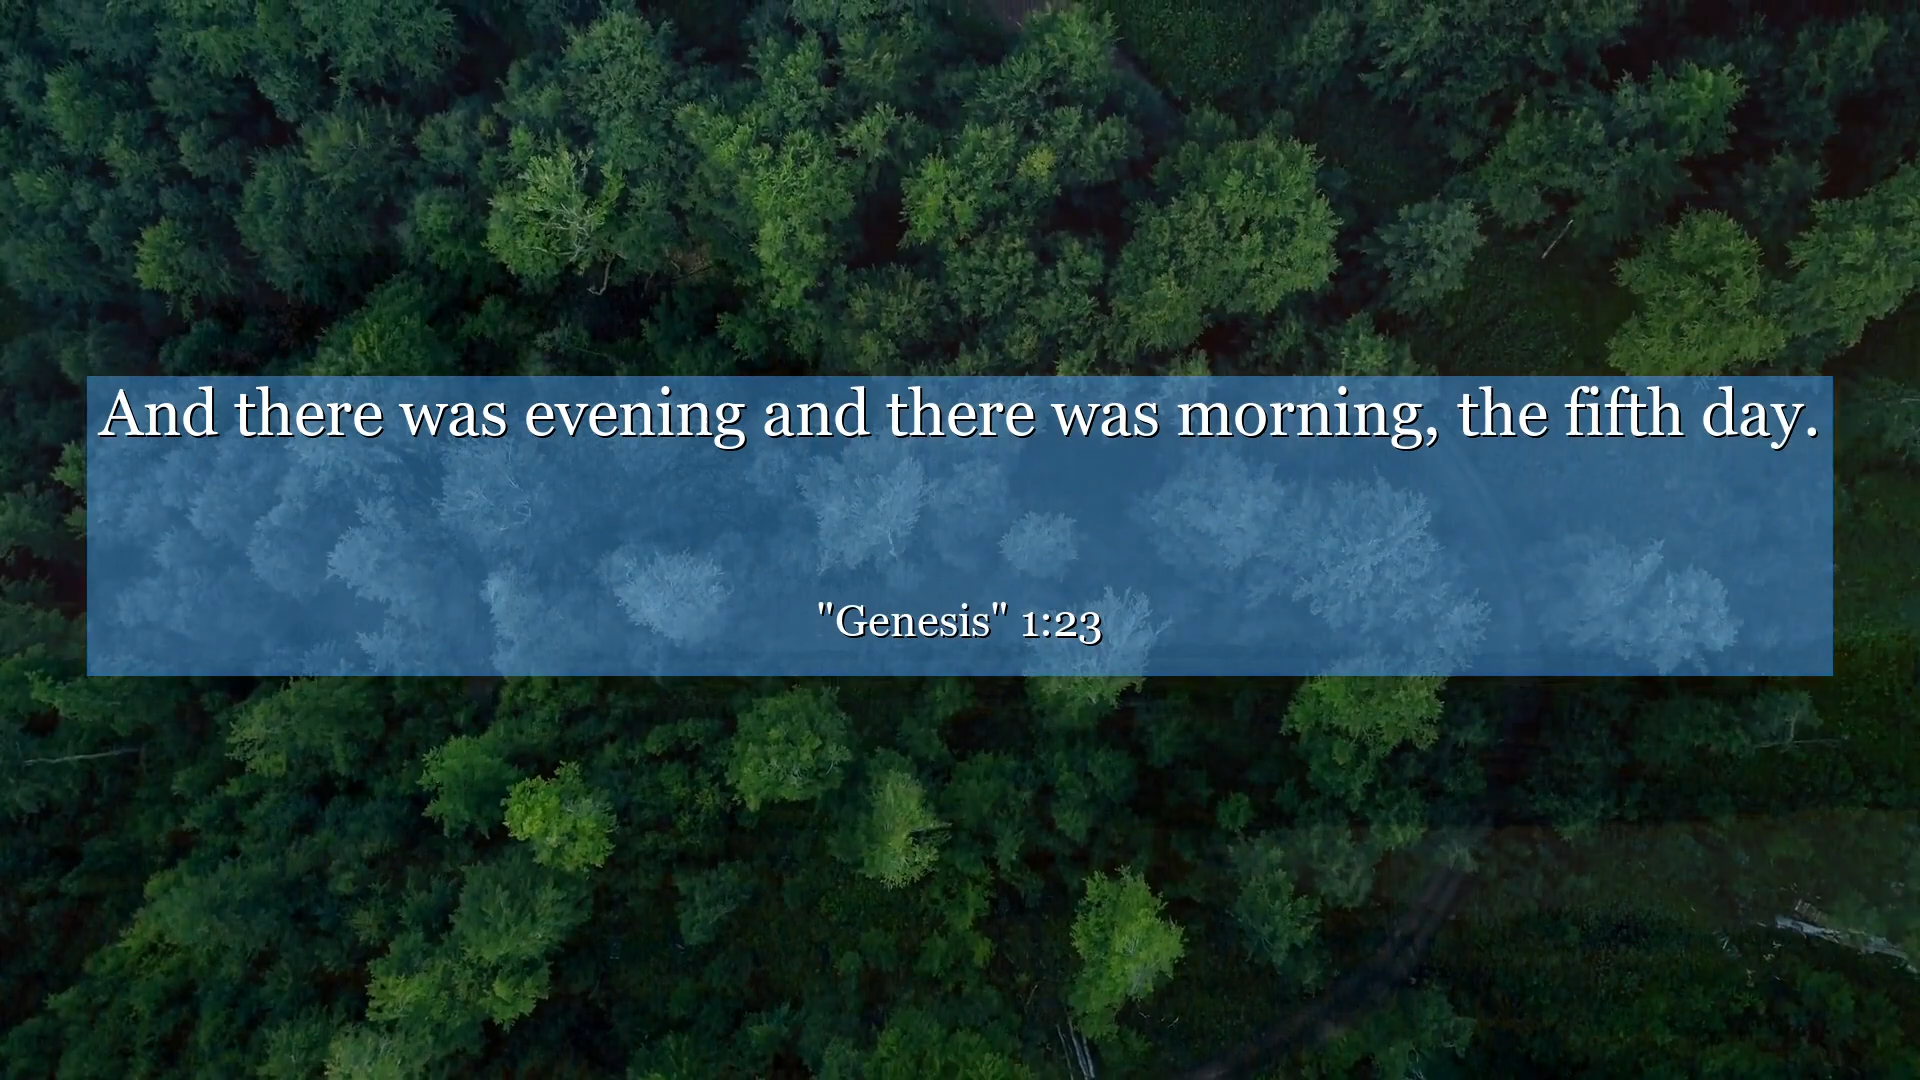 And there was evening and there was morning, the fifth day.
"Genesis" 1:23